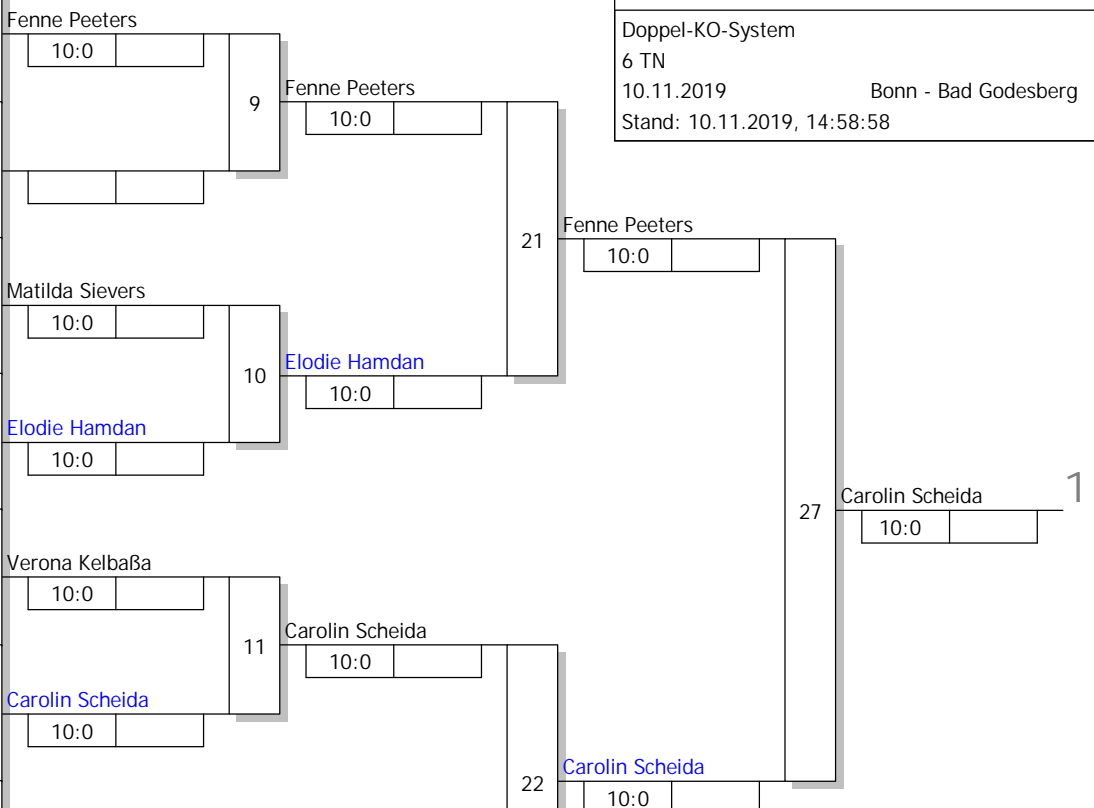 Fenne Peeters
10:0
9
Fenne Peeters
10:0
Doppel-KO-System
6 TN
10.11.2019 Bonn - Bad Godesberg
Stand: 10.11.2019, 14:58:58
21
Fenne Peeters
10:0
Matilda Sievers
10:0
10
Elodie Hamdan
10:0
Elodie Hamdan
10:0
27
Carolin Scheida
1
10:0
Verona Kelbaßa
10:0
11
Carolin Scheida
10:0
Carolin Scheida
10:0
22
Carolin Scheida
10:0